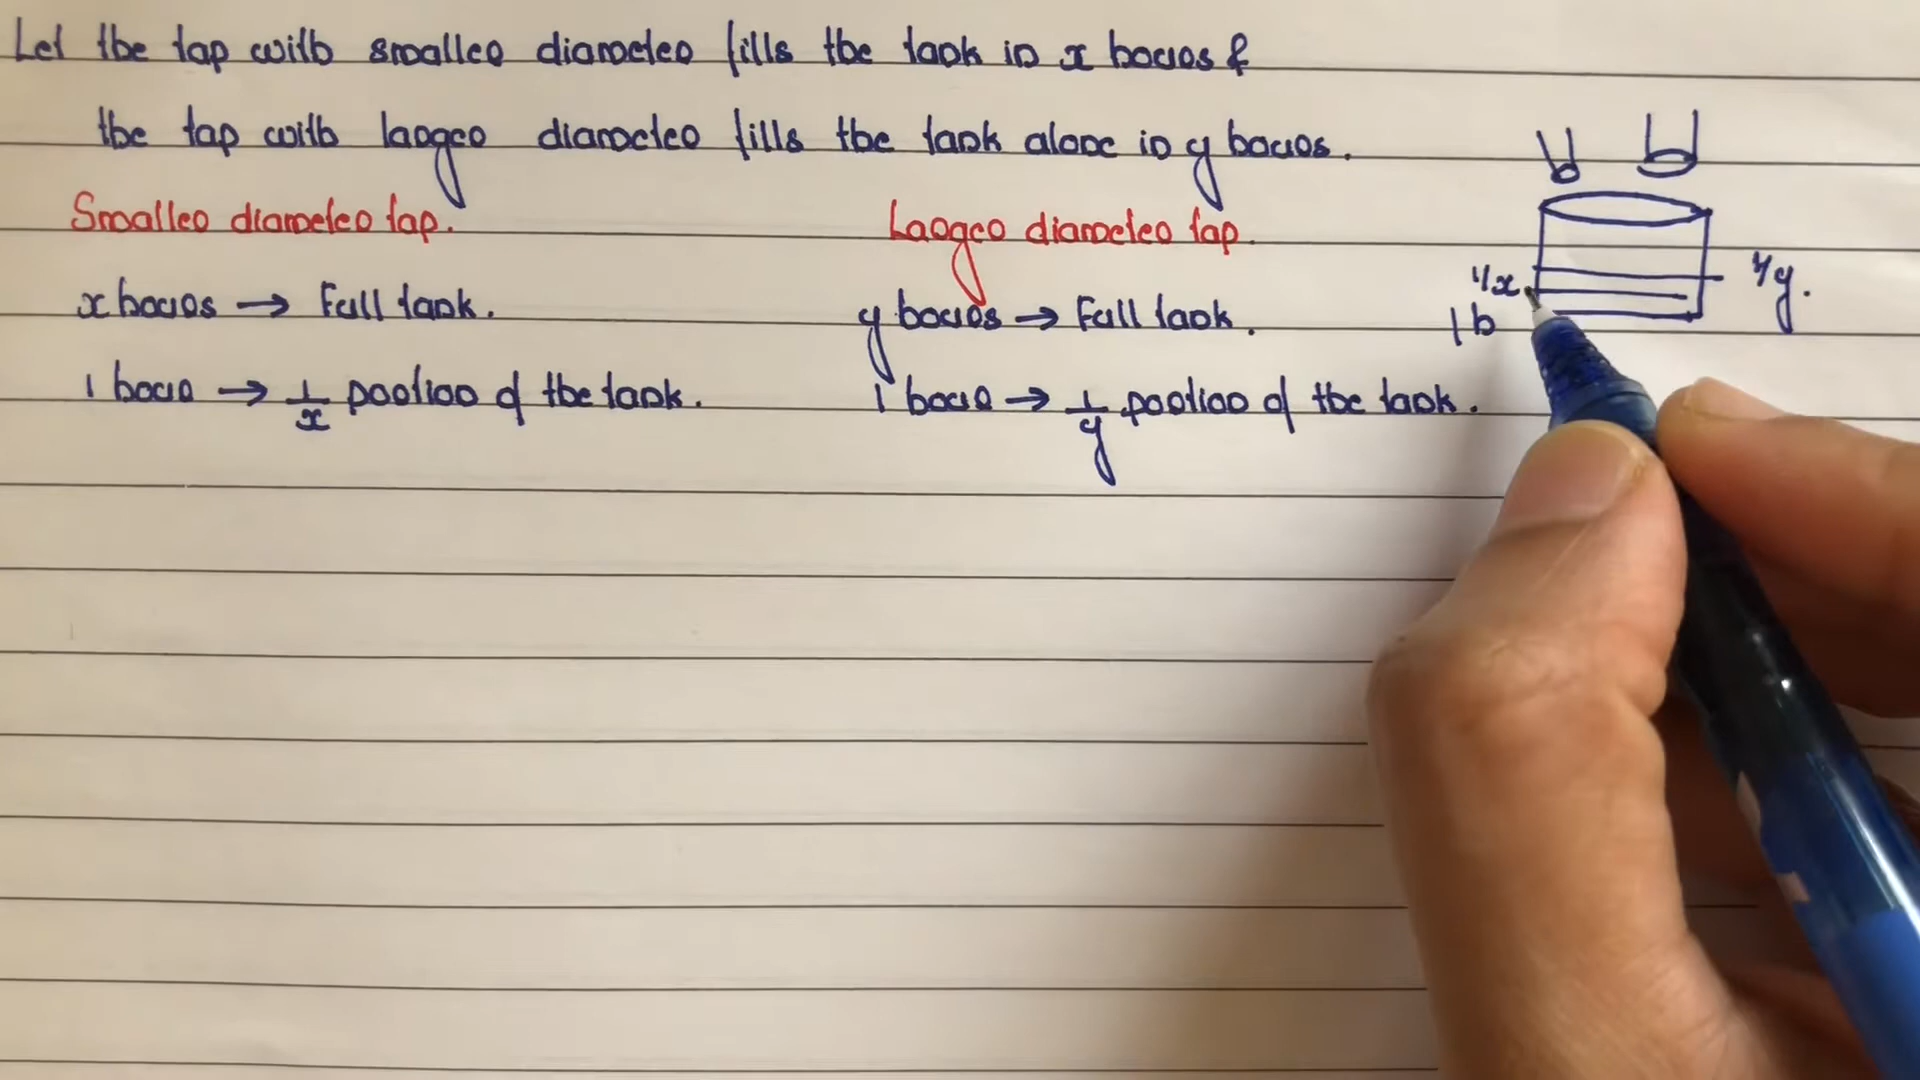 Let the tap with smaller diameter fills the tank in x hours &
the tap with larger diameter fills the tank alone in y hours.
Smaller diameter tap.
Larger diameter tap.
x hours → Full tank.
y hours → Full tank.
1 hour → 1/x portion of the tank.
1 hour → 1/y portion of the tank.
1/x
1/y.
1 h